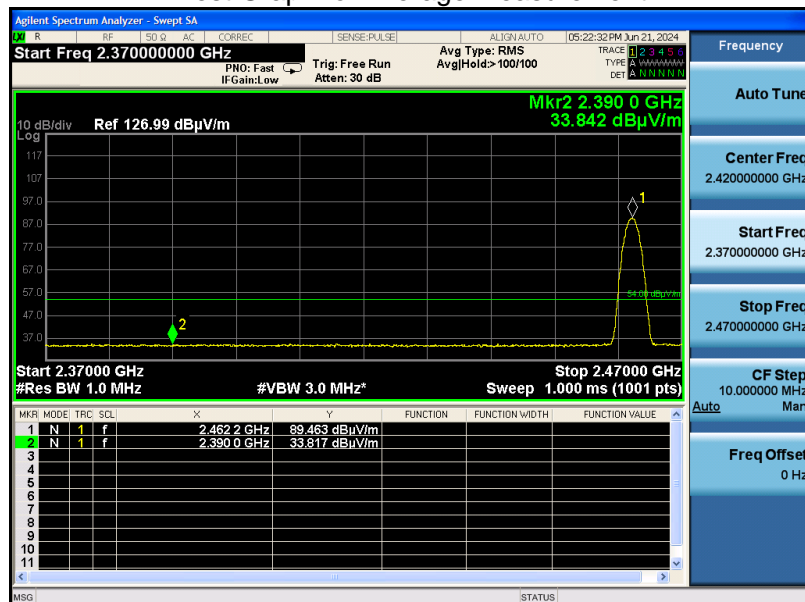 Agilent Spectrum Analyzer - Swept SA
LXI R RF 50 Ω AC CORREC SENSE:PULSE ALIGN AUTO 05:22:32 PM Jun 21, 2024
Start Freq 2.370000000 GHz
PNO: Fast
IFGain:Low
Trig: Free Run
Atten: 30 dB
Avg Type: RMS
Avg|Hold:>100/100
TRACE 1 2 3 4 5 6
TYPE A WWWWW
DET A N N N N N
Mkr2 2.390 0 GHz
33.842 dBµV/m
10 dB/div Ref 126.99 dBµV/m
Log
117
107
97.0
87.0
77.0
67.0
57.0
47.0
37.0
1
2
54.00 dBµV/m
Start 2.37000 GHz Stop 2.47000 GHz
#Res BW 1.0 MHz #VBW 3.0 MHz* Sweep 1.000 ms (1001 pts)
MKR MODE TRC SCL X Y FUNCTION FUNCTION WIDTH FUNCTION VALUE
1 N 1 f 2.462 2 GHz 89.463 dBµV/m
2 N 1 f 2.390 0 GHz 33.817 dBµV/m
3
4
5
6
7
8
9
10
11
MSG STATUS
Frequency
Auto Tune
Center Freq
2.420000000 GHz
Start Freq
2.370000000 GHz
Stop Freq
2.470000000 GHz
CF Step
10.000000 MHz
Auto Man
Freq Offset
0 Hz